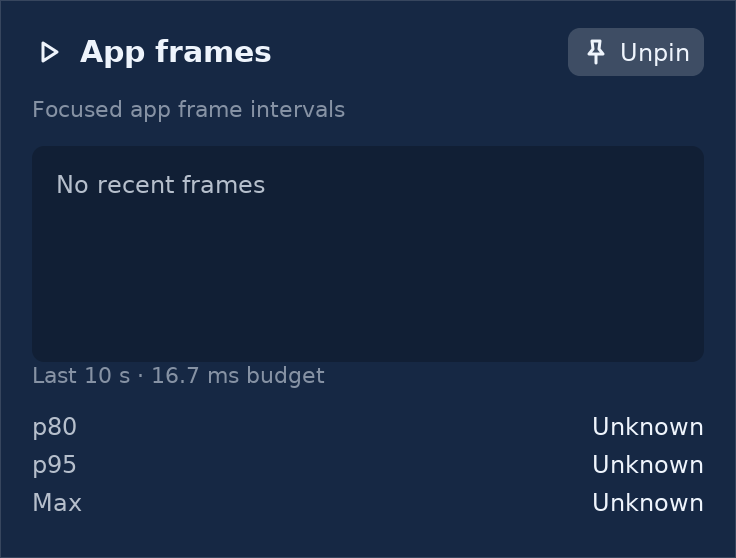 App frames
Unpin
Focused app frame intervals
No recent frames
Last 10 s · 16.7 ms budget
p80 Unknown
p95 Unknown
Max Unknown